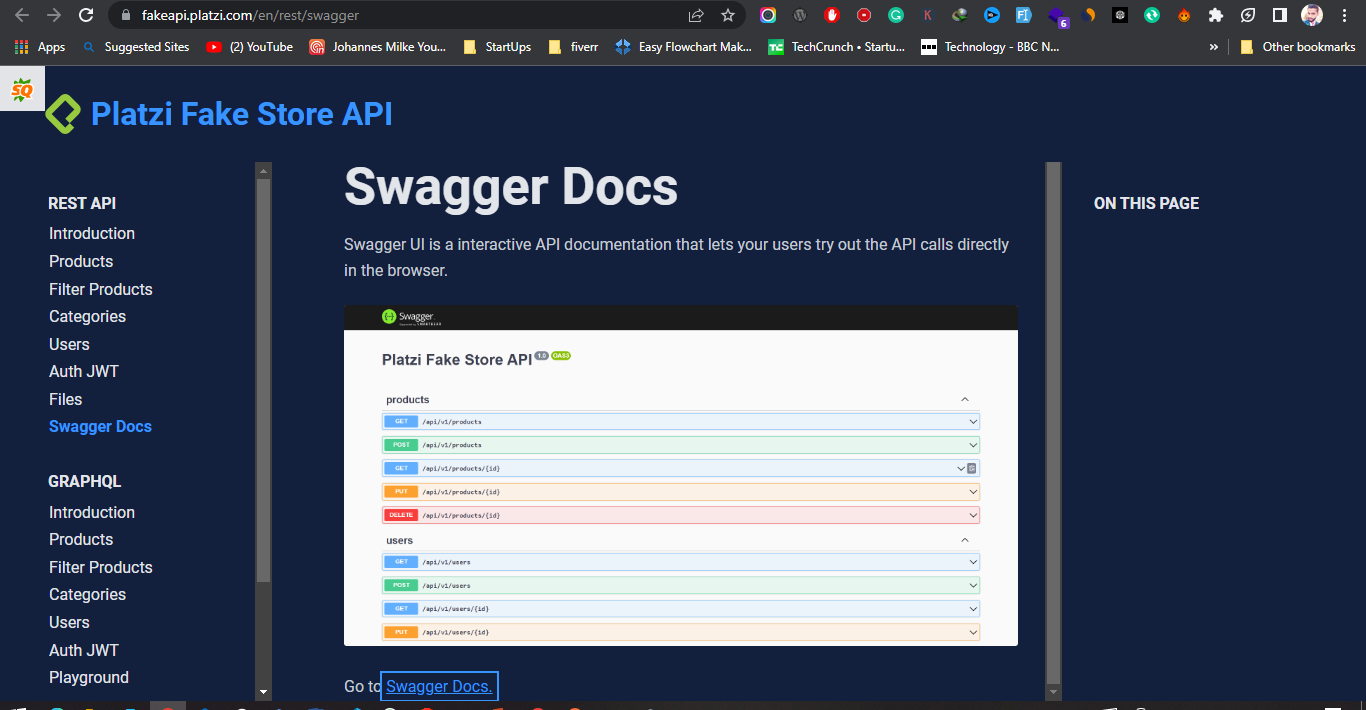 fakeapi.platzi.com/en/rest/swagger
6
Apps
Suggested Sites
(2) YouTube
Johannes Milke You...
StartUps
fiverr
Easy Flowchart Mak...
TechCrunch • Startu...
Technology - BBC N...
»
Other bookmarks
SQ
Platzi Fake Store API
REST API
Introduction
Products
Filter Products
Categories
Users
Auth JWT
Files
Swagger Docs
GRAPHQL
Introduction
Products
Filter Products
Categories
Users
Auth JWT
Playground
Swagger Docs
Swagger UI is a interactive API documentation that lets your users try out the API calls directly
in the browser.
Swagger
Platzi Fake Store API 1.0 OAS3
products
GET /api/v1/products
POST /api/v1/products
GET /api/v1/products/{id}
PUT /api/v1/products/{id}
DELETE /api/v1/products/{id}
users
GET /api/v1/users
POST /api/v1/users
GET /api/v1/users/{id}
PUT /api/v1/users/{id}
Go to Swagger Docs.
ON THIS PAGE